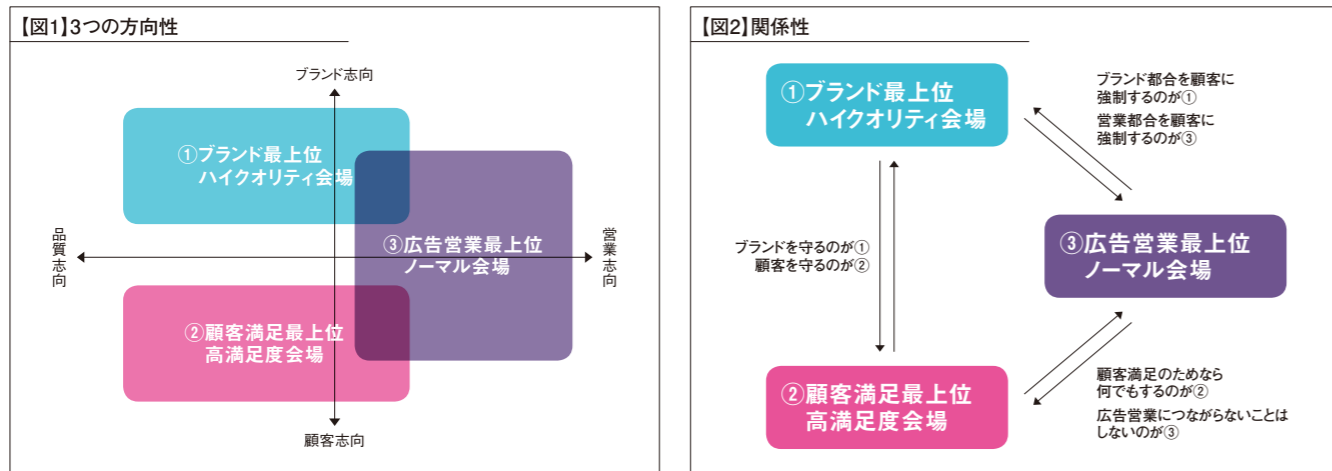 【図1】3つの方向性
ブランド志向
①ブランド最上位
ハイクオリティ会場
品質志向
③広告営業最上位
ノーマル会場
営業志向
②顧客満足最上位
高満足度会場
顧客志向
【図2】関係性
①ブランド最上位
ハイクオリティ会場
ブランド都合を顧客に
強制するのが①
営業都合を顧客に
強制するのが③
ブランドを守るのが①
顧客を守るのが②
③広告営業最上位
ノーマル会場
②顧客満足最上位
高満足度会場
顧客満足のためなら
何でもするのが②
広告営業につながらないことは
しないのが③